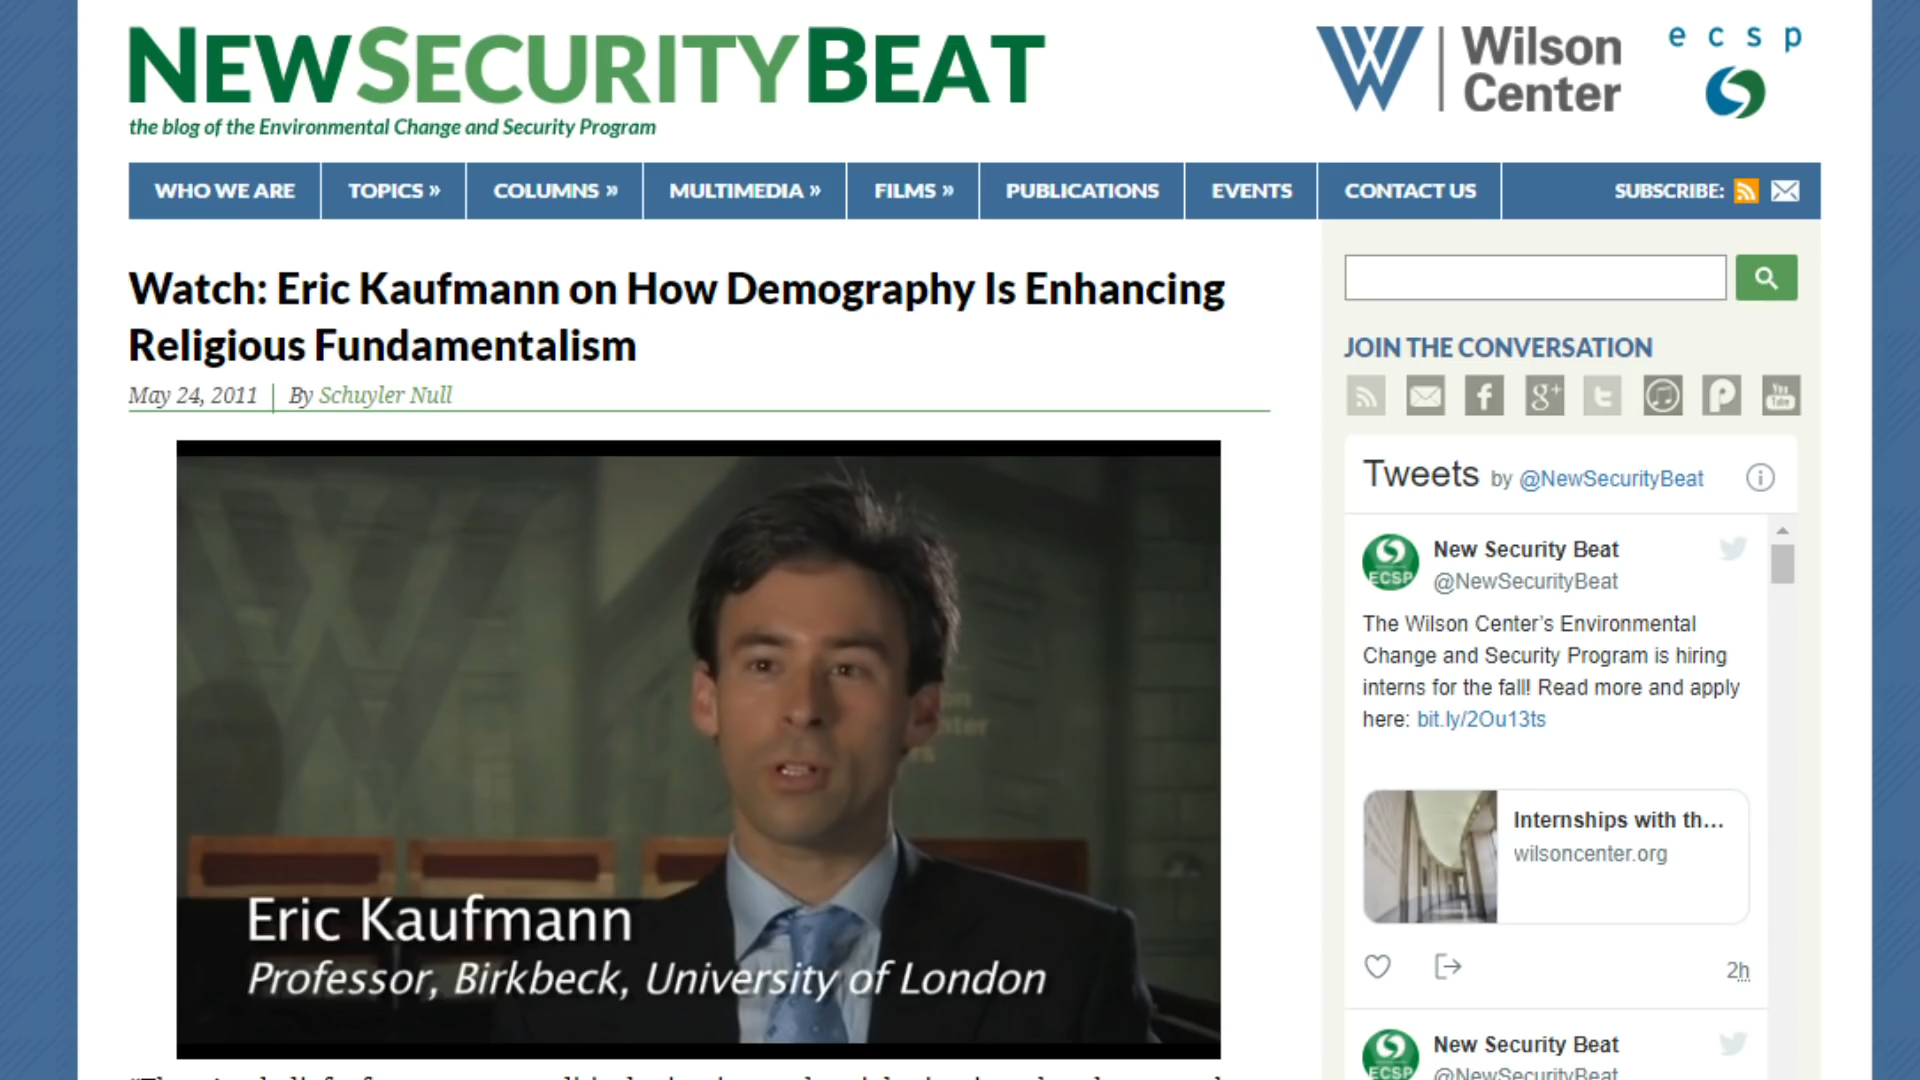 NEWSECURITYBEAT
the blog of the Environmental Change and Security Program
Wilson
Center
ecsp
WHO WE ARE
TOPICS »
COLUMNS »
MULTIMEDIA »
FILMS »
PUBLICATIONS
EVENTS
CONTACT US
SUBSCRIBE:
Watch: Eric Kaufmann on How Demography Is Enhancing
Religious Fundamentalism
May 24, 2011 | By Schuyler Null
Eric Kaufmann
Professor, Birkbeck, University of London
JOIN THE CONVERSATION
Tweets by @NewSecurityBeat
ECSP
New Security Beat
@NewSecurityBeat
The Wilson Center's Environmental
Change and Security Program is hiring
interns for the fall! Read more and apply
here: bit.ly/2Ou13ts
Internships with th...
wilsoncenter.org
2h
ECSP
New Security Beat
@NewSecurityBeat